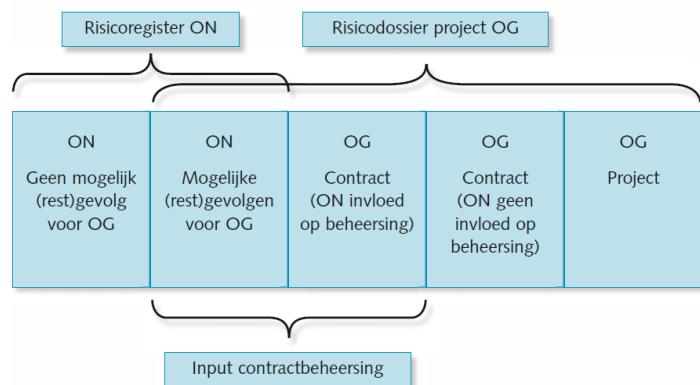 Risicoregister ON
Risicodossier project OG
ON
Geen mogelijk
(rest)gevolg
voor OG
ON
Mogelijke
(rest)gevolgen
voor OG
OG
Contract
(ON invloed
op beheersing)
OG
Contract
(ON geen
invloed op
beheersing)
OG
Project
Input contractbeheersing